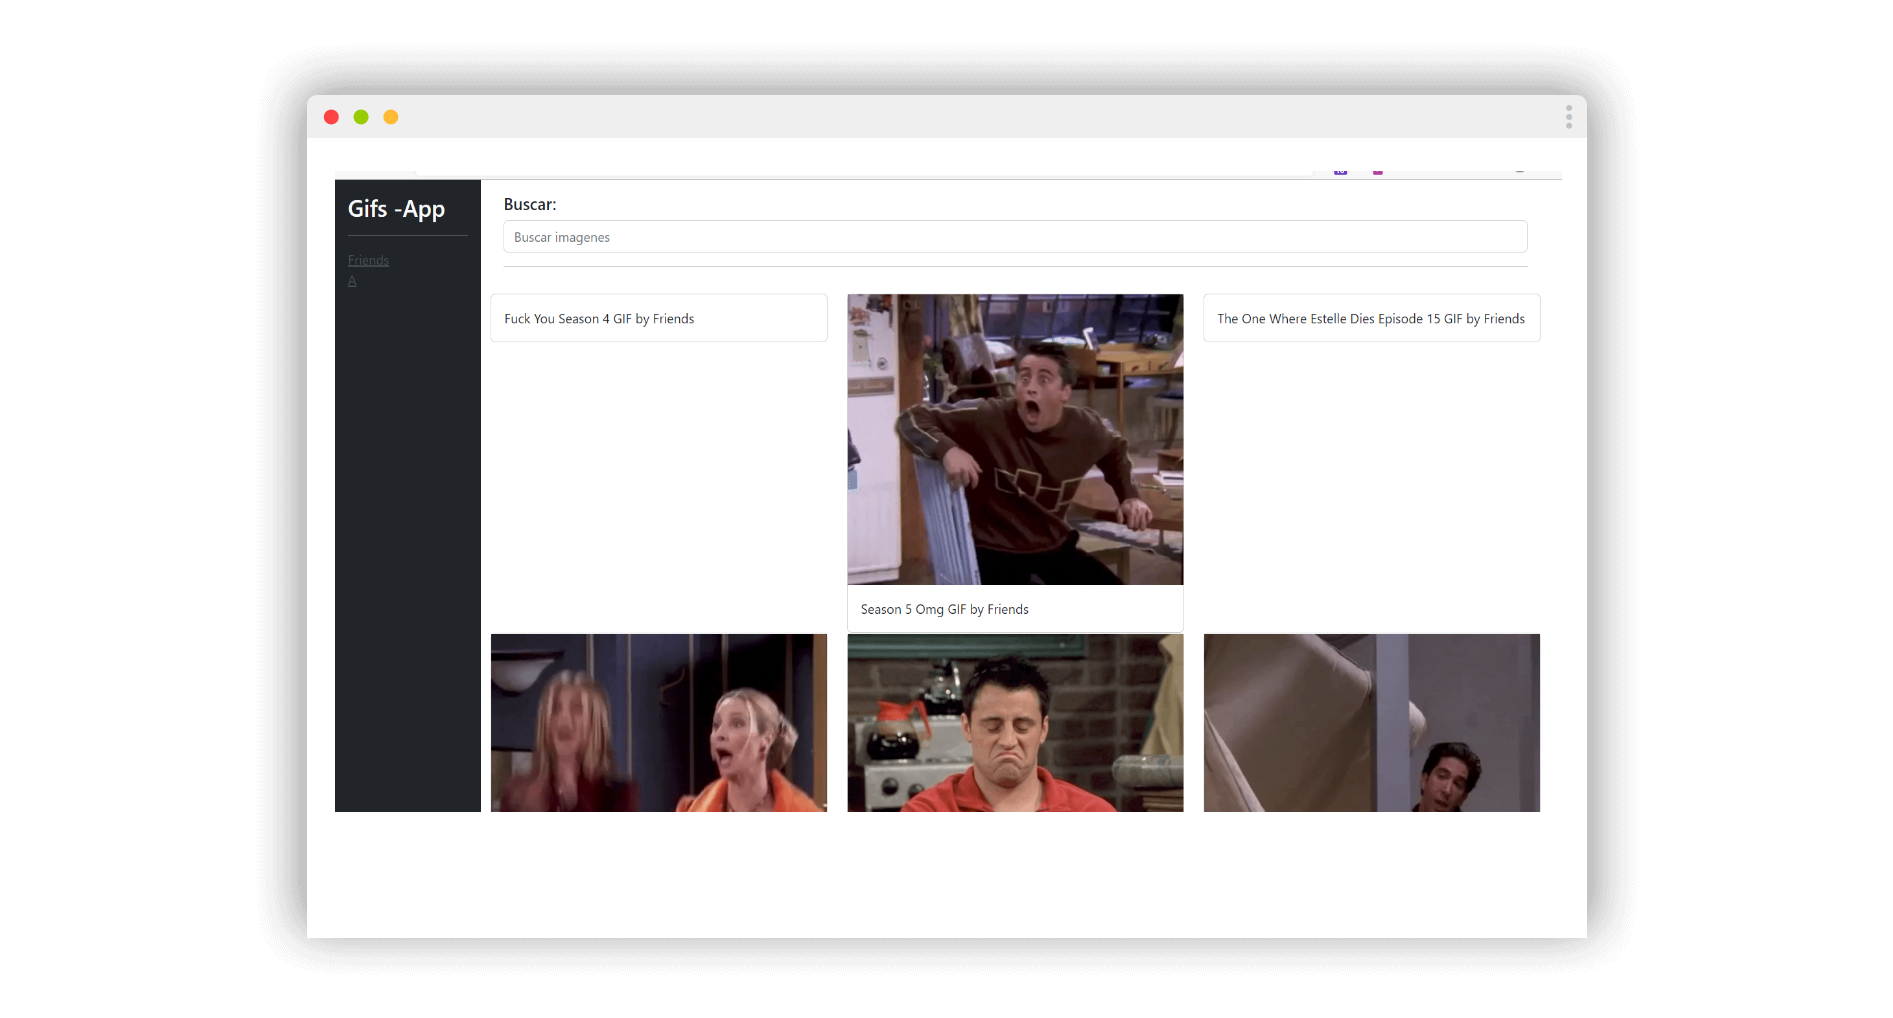 Gifs -App
Friends
A
Buscar:
Buscar imagenes
Fuck You Season 4 GIF by Friends
The One Where Estelle Dies Episode 15 GIF by Friends
Season 5 Omg GIF by Friends